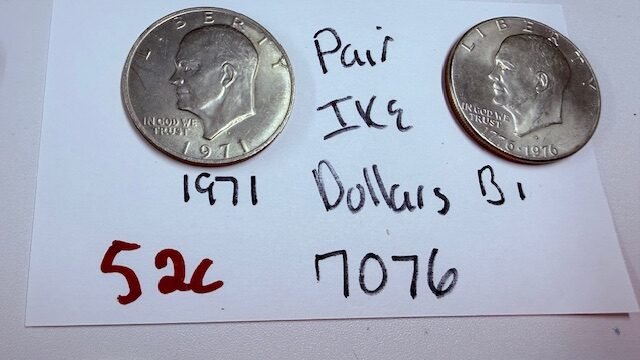 LIBERTY
IN GOD WE
TRUST
1971
LIBERTY
IN GOD WE
TRUST
1776·1976
Pair
IKE
1971
Dollars Bi
52c
7076